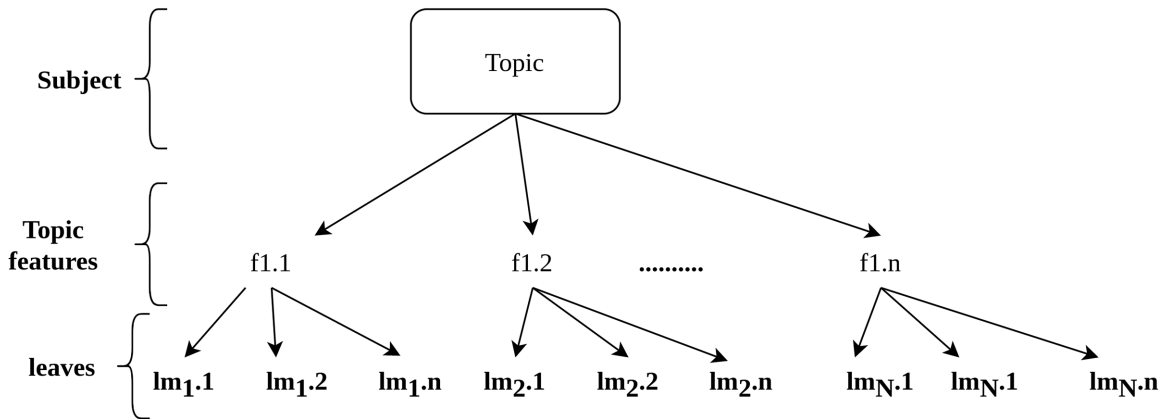 Topic
Subject
Topic
features
f1.1
f1.2
..........
f1.n
leaves
lm1.1
lm1.2
lm1.n
lm2.1
lm2.2
lm2.n
lmN.1
lmN.1
lmN.n